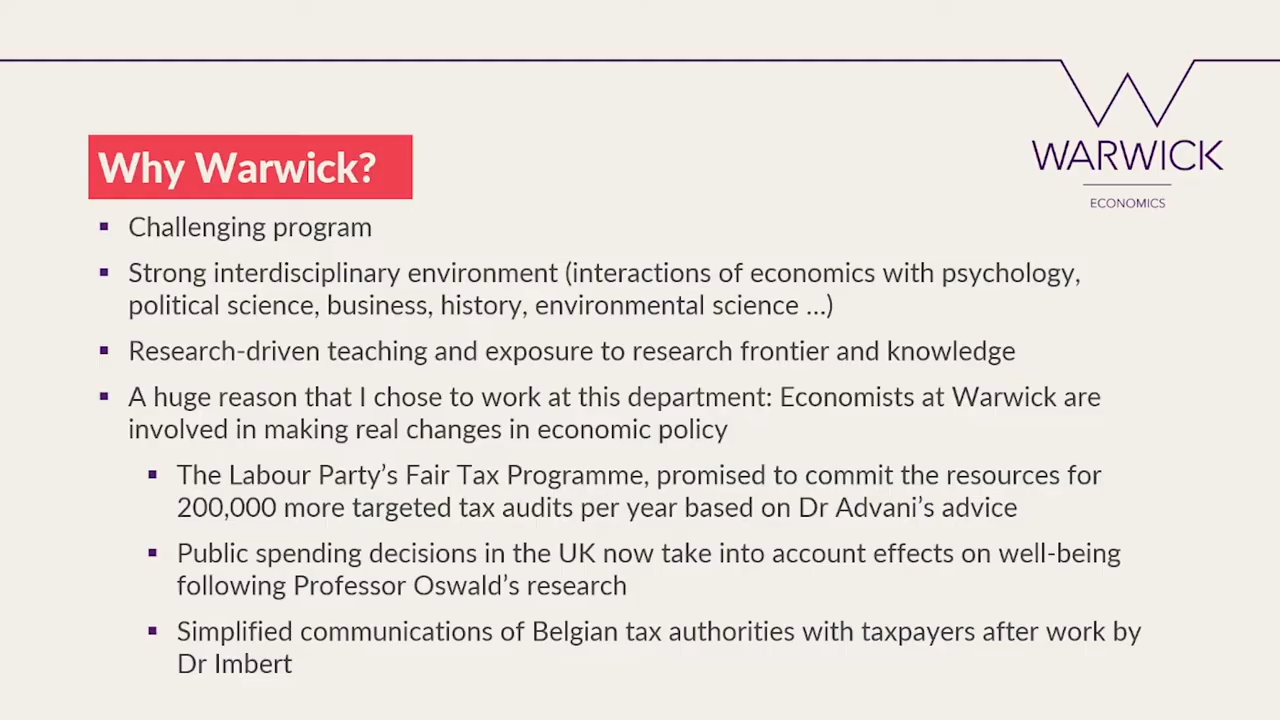 WARWICK
ECONOMICS
Why Warwick?
▪ Challenging program
▪ Strong interdisciplinary environment (interactions of economics with psychology,
political science, business, history, environmental science ...)
▪ Research-driven teaching and exposure to research frontier and knowledge
▪ A huge reason that I chose to work at this department: Economists at Warwick are
involved in making real changes in economic policy
▪ The Labour Party’s Fair Tax Programme, promised to commit the resources for
200,000 more targeted tax audits per year based on Dr Advani’s advice
▪ Public spending decisions in the UK now take into account effects on well-being
following Professor Oswald’s research
▪ Simplified communications of Belgian tax authorities with taxpayers after work by
Dr Imbert